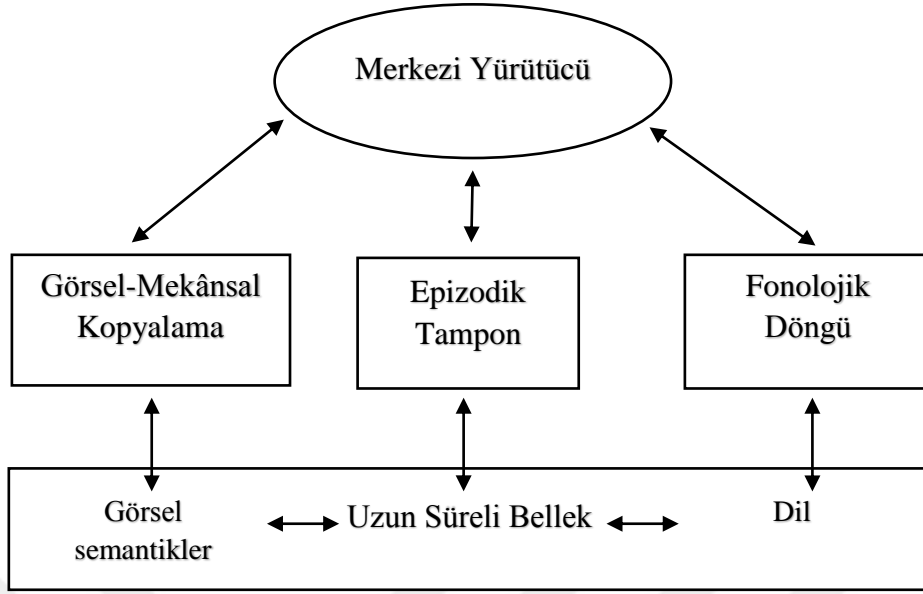 Merkezi Yürütücü
Görsel-Mekânsal
Kopyalama
Epizodik
Tampon
Fonolojik
Döngü
Görsel
semantikler
Uzun Süreli Bellek
Dil